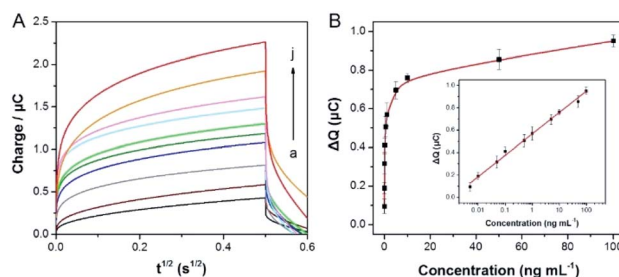 A
B
Charge / µC
2.5
2.0
1.5
1.0
0.5
0.0
0.0 0.1 0.2 0.3 0.4 0.5 0.6
t1/2 (s1/2)
j
a
ΔQ (µC)
1.0
0.8
0.6
0.4
0.2
0.0
0 20 40 60 80 100
Concentration (ng mL-1)
ΔQ (µC)
1.0
0.8
0.6
0.4
0.2
0.0
0.01 0.1 1 10 100
Concentration (ng mL-1)